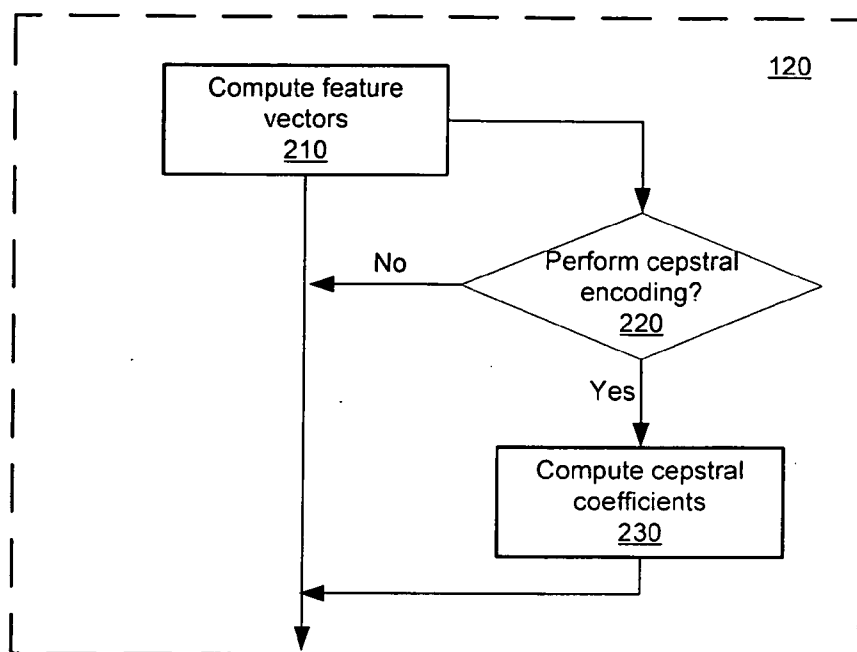 120
Compute feature
vectors
210
No
Perform cepstral
encoding?
220
Yes
Compute cepstral
coefficients
230